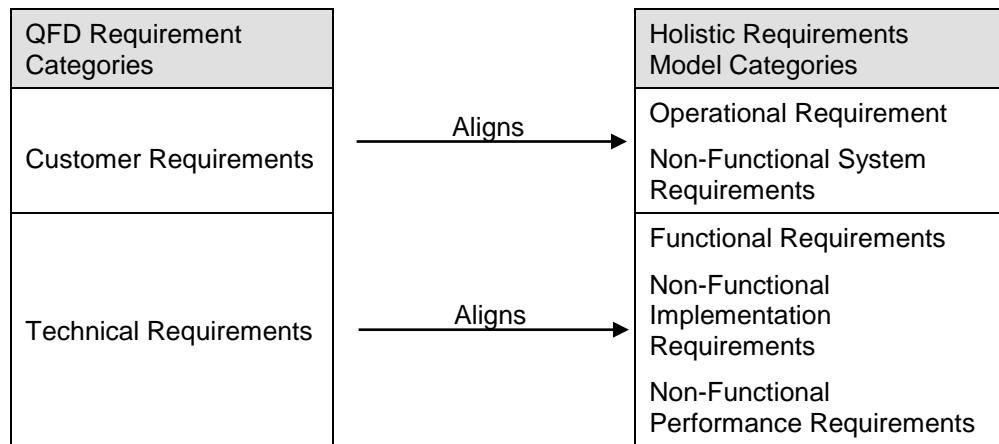 QFD Requirement
Categories
Customer Requirements
Technical Requirements
Aligns
Aligns
Holistic Requirements
Model Categories
Operational Requirement
Non-Functional System
Requirements
Functional Requirements
Non-Functional
Implementation
Requirements
Non-Functional
Performance Requirements